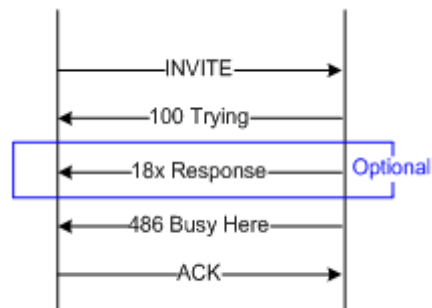 INVITE
100 Trying
18x Response
Optional
486 Busy Here
ACK